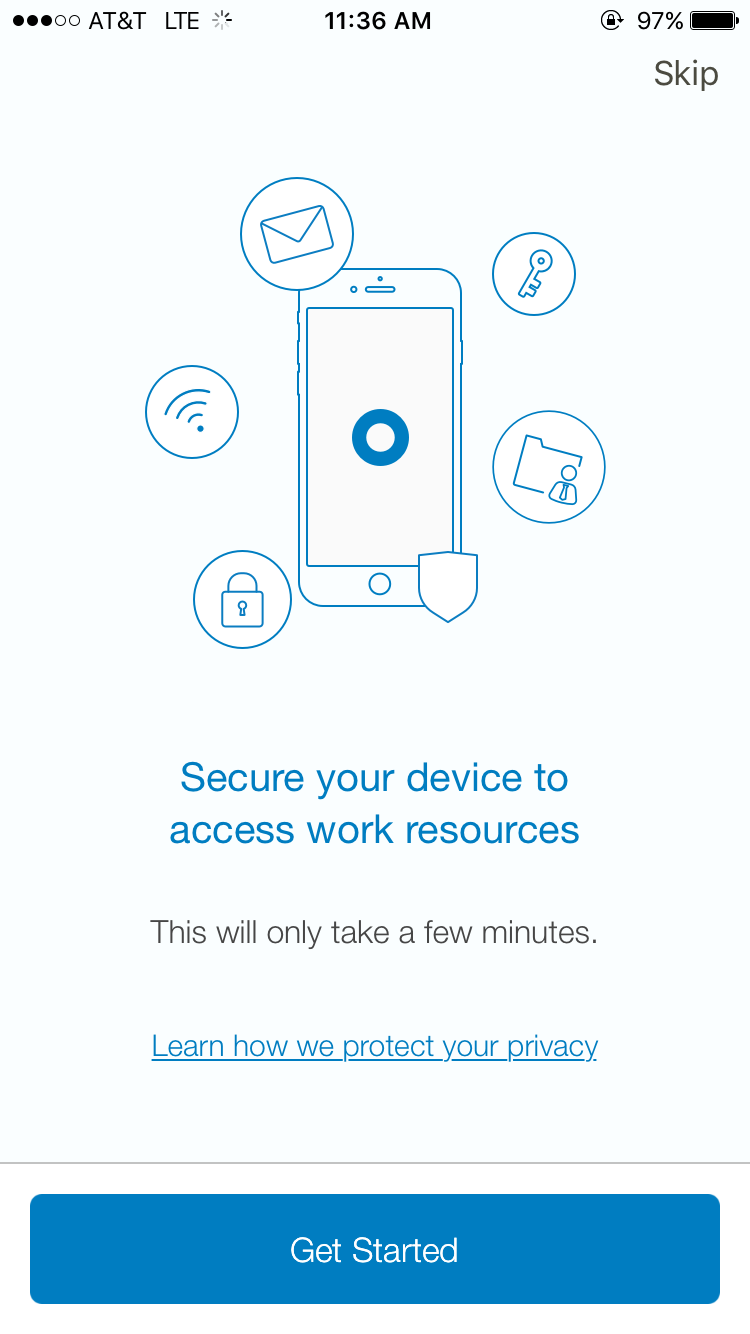 AT&T LTE 11:36 AM 97%
Skip
Secure your device to
access work resources
This will only take a few minutes.
Learn how we protect your privacy
Get Started